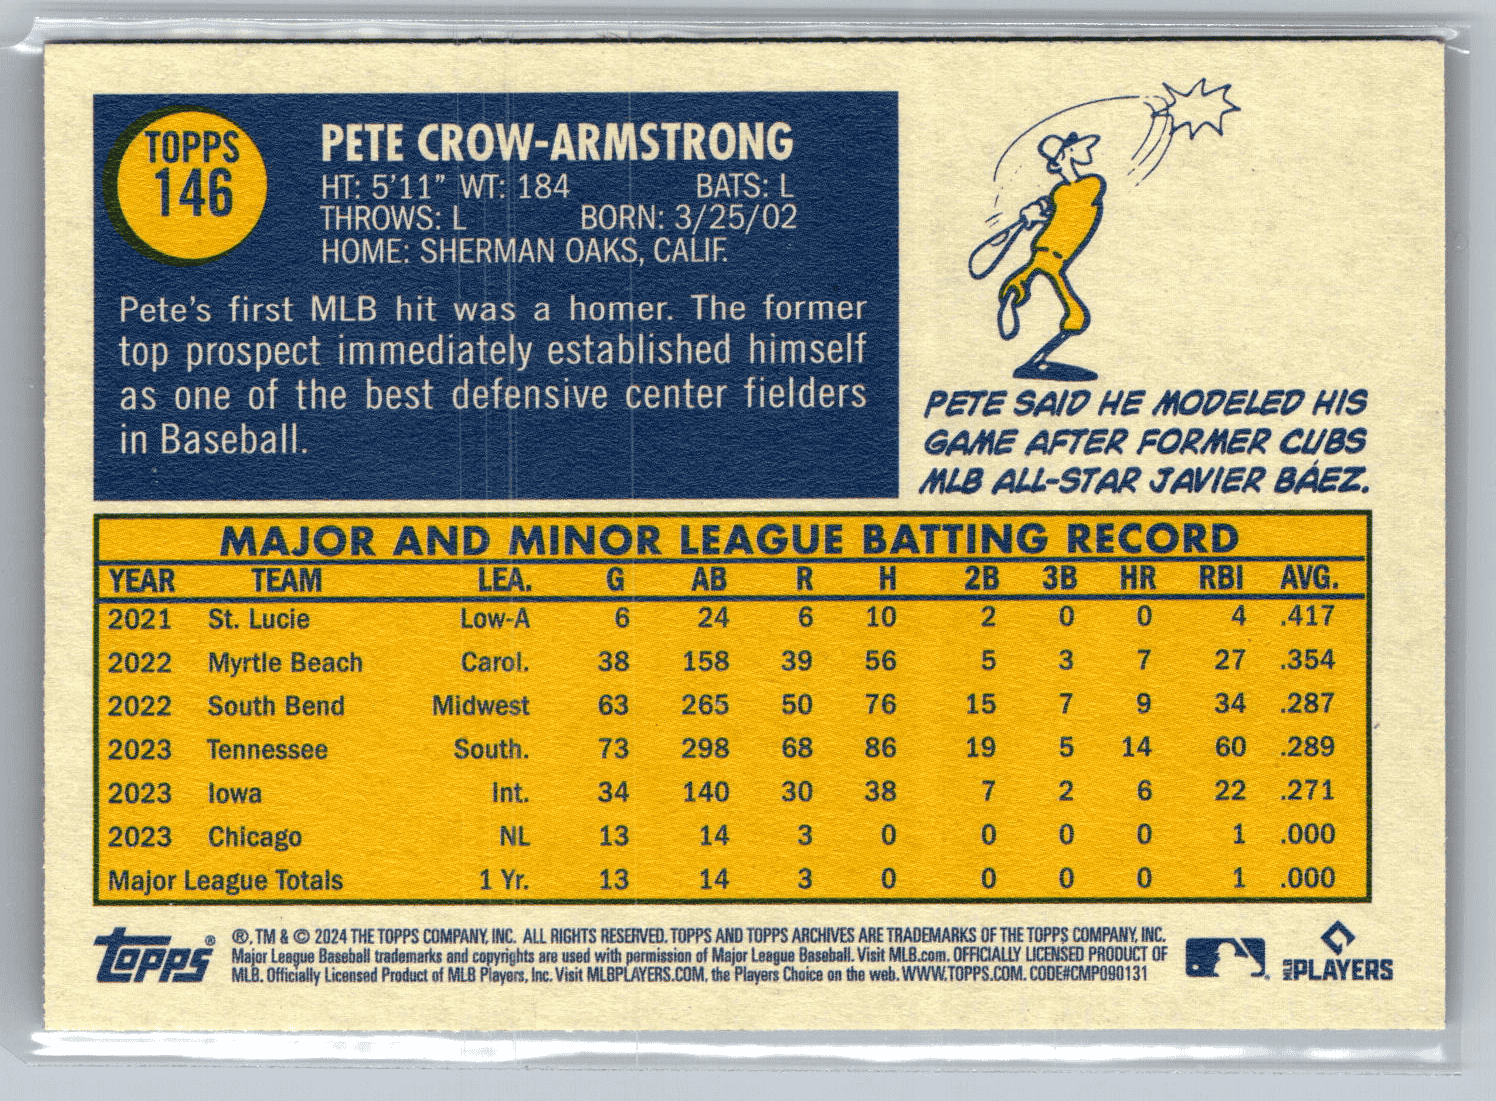 TOPPS
146
PETE CROW-ARMSTRONG
HT: 5'11" WT: 184 BATS: L
THROWS: L BORN: 3/25/02
HOME: SHERMAN OAKS, CALIF.
Pete's first MLB hit was a homer. The former
top prospect immediately established himself
as one of the best defensive center fielders
in Baseball.
PETE SAID HE MODELED HIS
GAME AFTER FORMER CUBS
MLB ALL-STAR JAVIER BÁEZ.
MAJOR AND MINOR LEAGUE BATTING RECORD
YEAR TEAM LEA. G AB R H 2B 3B HR RBI AVG.
2021 St. Lucie Low-A 6 24 6 10 2 0 0 4 .417
2022 Myrtle Beach Carol. 38 158 39 56 5 3 7 27 .354
2022 South Bend Midwest 63 265 50 76 15 7 9 34 .287
2023 Tennessee South. 73 298 68 86 19 5 14 60 .289
2023 Iowa Int. 34 140 30 38 7 2 6 22 .271
2023 Chicago NL 13 14 3 0 0 0 0 1 .000
Major League Totals 1 Yr. 13 14 3 0 0 0 0 1 .000
topps®
®, TM & © 2024 THE TOPPS COMPANY, INC. ALL RIGHTS RESERVED. TOPPS AND TOPPS ARCHIVES ARE TRADEMARKS OF THE TOPPS COMPANY, INC.
Major League Baseball trademarks and copyrights are used with permission of Major League Baseball. Visit MLB.com. OFFICIALLY LICENSED PRODUCT OF
MLB. Officially Licensed Product of MLB Players, Inc. Visit MLBPLAYERS.COM, the Players Choice on the web. WWW.TOPPS.COM. CODE#CMP090131
MLB PLAYERS